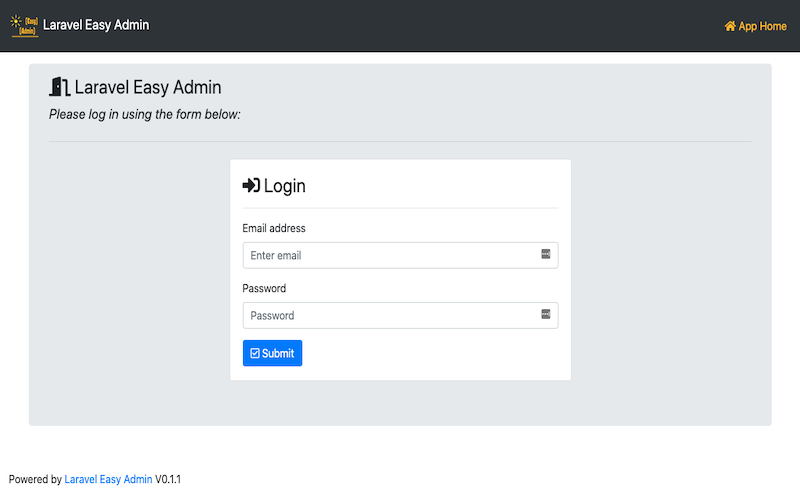 [Easy]
[Admin]
Laravel Easy Admin
App Home
Laravel Easy Admin
Please log in using the form below:
Login
Email address
Enter email
Password
Password
Submit
Powered by Laravel Easy Admin V0.1.1